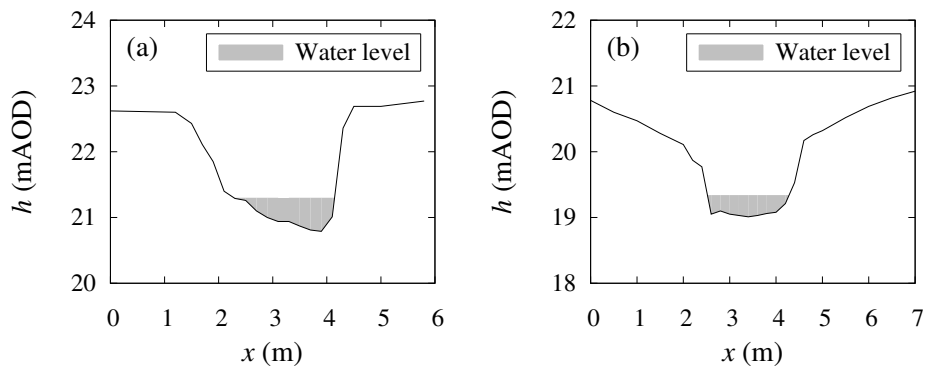 (a)
Water level
h (mAOD)
24
23
22
21
20
0 1 2 3 4 5 6
x (m)
(b)
Water level
h (mAOD)
22
21
20
19
18
0 1 2 3 4 5 6 7
x (m)